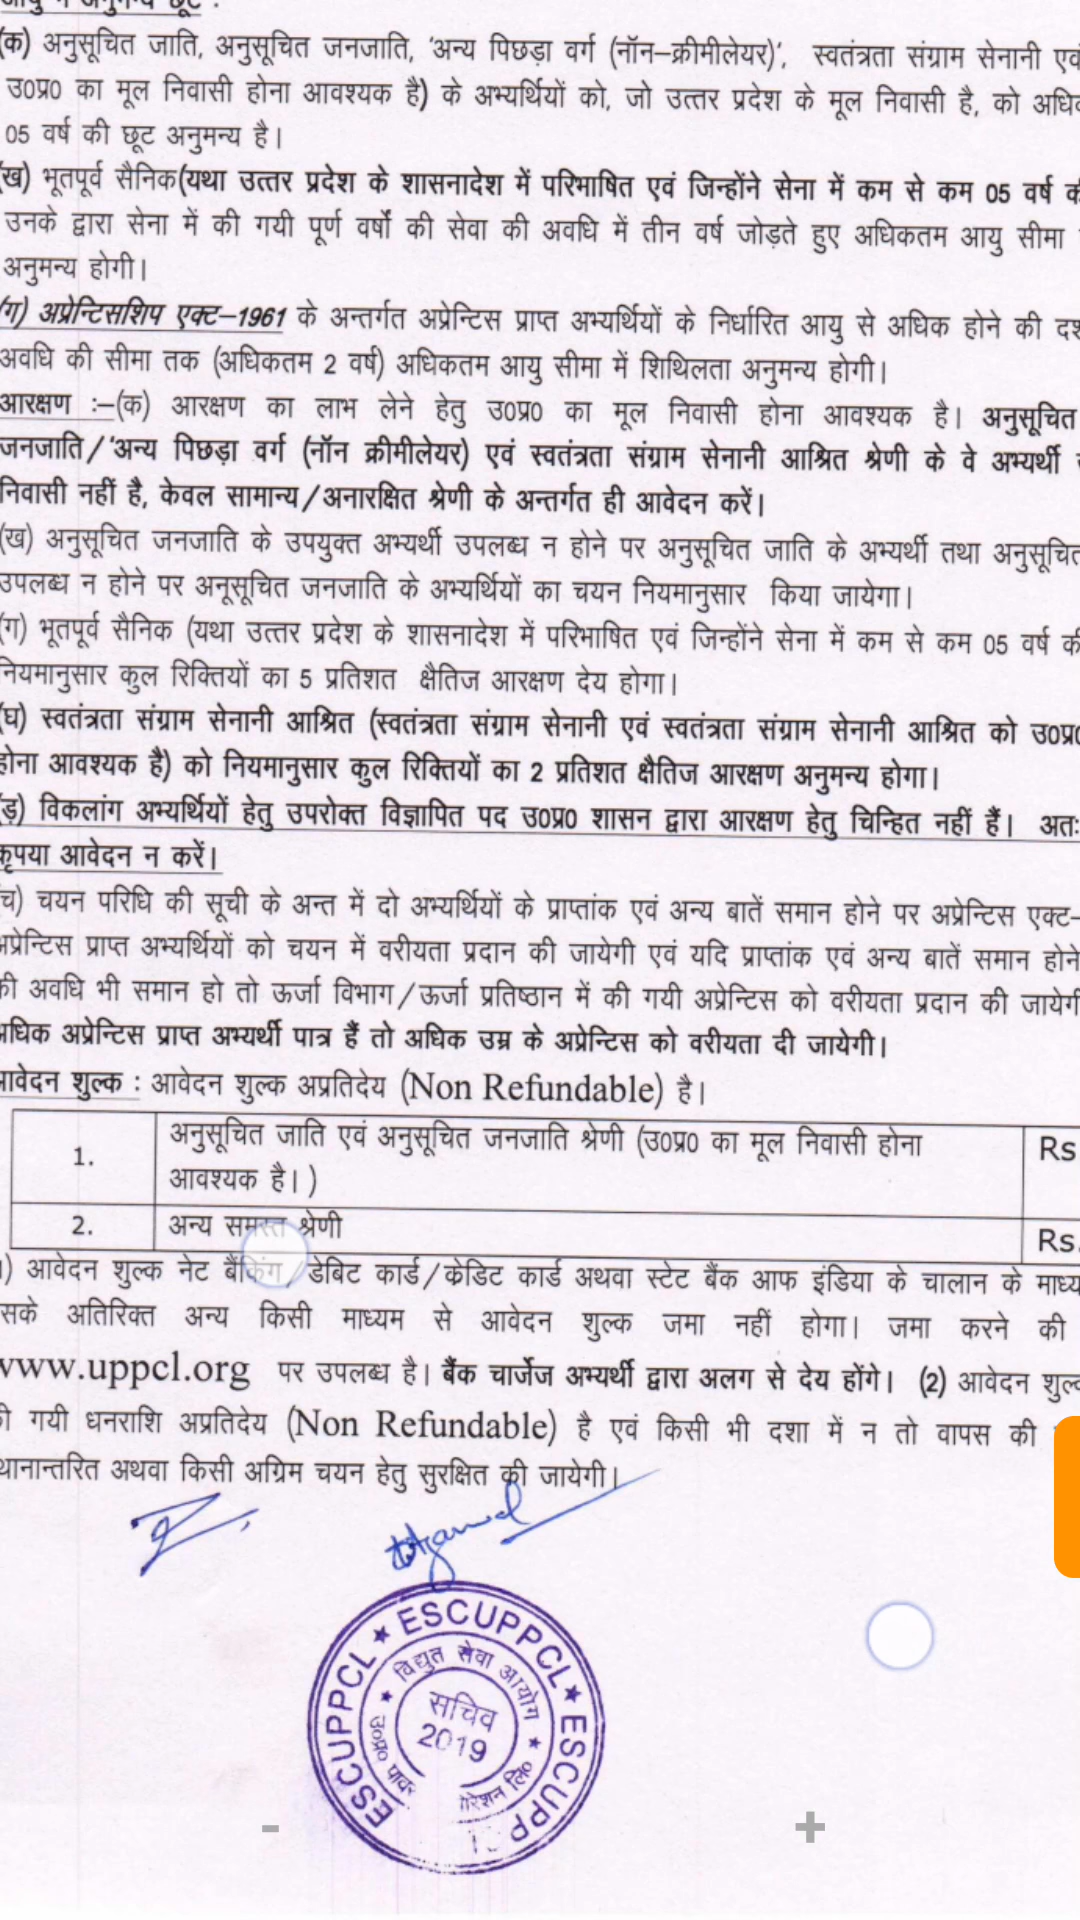 आयु में अनुमन्य छूट :
(क) अनुसूचित जाति, अनुसूचित जनजाति, 'अन्य पिछड़ा वर्ग (नॉन–क्रीमीलेयर)', स्वतंत्रता संग्राम सेनानी एवं
उ0प्र0 का मूल निवासी होना आवश्यक है) के अभ्यर्थियों को, जो उत्तर प्रदेश के मूल निवासी है, को अधिक
05 वर्ष की छूट अनुमन्य है।
(ख) भूतपूर्व सैनिक(यथा उत्तर प्रदेश के शासनादेश में परिभाषित एवं जिन्होंने सेना में कम से कम 05 वर्ष की
उनके द्वारा सेना में की गयी पूर्ण वर्षों की सेवा की अवधि में तीन वर्ष जोड़ते हुए अधिकतम आयु सीमा
अनुमन्य होगी।
(ग) अप्रेन्टिसशिप एक्ट–1961 के अन्तर्गत अप्रेन्टिस प्राप्त अभ्यर्थियों के निर्धारित आयु से अधिक होने की दश
अवधि की सीमा तक (अधिकतम 2 वर्ष) अधिकतम आयु सीमा में शिथिलता अनुमन्य होगी।
आरक्षण :–(क) आरक्षण का लाभ लेने हेतु उ0प्र0 का मूल निवासी होना आवश्यक है। अनुसूचित
जनजाति/'अन्य पिछड़ा वर्ग (नॉन क्रीमीलेयर) एवं स्वतंत्रता संग्राम सेनानी आश्रित श्रेणी के वे अभ्यर्थी
निवासी नहीं है, केवल सामान्य/अनारक्षित श्रेणी के अन्तर्गत ही आवेदन करें।
(ख) अनुसूचित जनजाति के उपयुक्त अभ्यर्थी उपलब्ध न होने पर अनुसूचित जाति के अभ्यर्थी तथा अनुसूचित
उपलब्ध न होने पर अनूसूचित जनजाति के अभ्यर्थियों का चयन नियमानुसार किया जायेगा।
(ग) भूतपूर्व सैनिक (यथा उत्तर प्रदेश के शासनादेश में परिभाषित एवं जिन्होंने सेना में कम से कम 05 वर्ष की
नियमानुसार कुल रिक्तियों का 5 प्रतिशत क्षैतिज आरक्षण देय होगा।
(घ) स्वतंत्रता संग्राम सेनानी आश्रित (स्वतंत्रता संग्राम सेनानी एवं स्वतंत्रता संग्राम सेनानी आश्रित को उ0प्र0
होना आवश्यक है) को नियमानुसार कुल रिक्तियों का 2 प्रतिशत क्षैतिज आरक्षण अनुमन्य होगा।
(ड़) विकलांग अभ्यर्थियों हेतु उपरोक्त विज्ञापित पद उ0प्र0 शासन द्वारा आरक्षण हेतु चिन्हित नहीं हैं। अतः
कृपया आवेदन न करें।
(च) चयन परिधि की सूची के अन्त में दो अभ्यर्थियों के प्राप्तांक एवं अन्य बातें समान होने पर अप्रेन्टिस एक्ट–
अप्रेन्टिस प्राप्त अभ्यर्थियों को चयन में वरीयता प्रदान की जायेगी एवं यदि प्राप्तांक एवं अन्य बातें समान होने
की अवधि भी समान हो तो ऊर्जा विभाग/ऊर्जा प्रतिष्ठान में की गयी अप्रेन्टिस को वरीयता प्रदान की जायेगी
अधिक अप्रेन्टिस प्राप्त अभ्यर्थी पात्र हैं तो अधिक उम्र के अप्रेन्टिस को वरीयता दी जायेगी।
आवेदन शुल्क : आवेदन शुल्क अप्रतिदेय (Non Refundable) है।
1. अनुसूचित जाति एवं अनुसूचित जनजाति श्रेणी (उ0प्र0 का मूल निवासी होना Rs
आवश्यक है।)
2. अन्य समस्त श्रेणी Rs.
) आवेदन शुल्क नेट बैंकिंग/डेबिट कार्ड/क्रेडिट कार्ड अथवा स्टेट बैंक आफ इंडिया के चालान के माध्य
सके अतिरिक्त अन्य किसी माध्यम से आवेदन शुल्क जमा नहीं होगा। जमा करने की
www.uppcl.org पर उपलब्ध है। बैंक चार्जेज अभ्यर्थी द्वारा अलग से देय होंगे। (2) आवेदन शुल्क
की गयी धनराशि अप्रतिदेय (Non Refundable) है एवं किसी भी दशा में न तो वापस की
थानान्तरित अथवा किसी अग्रिम चयन हेतु सुरक्षित की जायेगी।
ESCUPPCL ★ ESCUPPCL ★ ESCUPP
विद्युत सेवा आयोग
सचिव
2019
उ0प्र0 पावर
रेशन लि0
- +